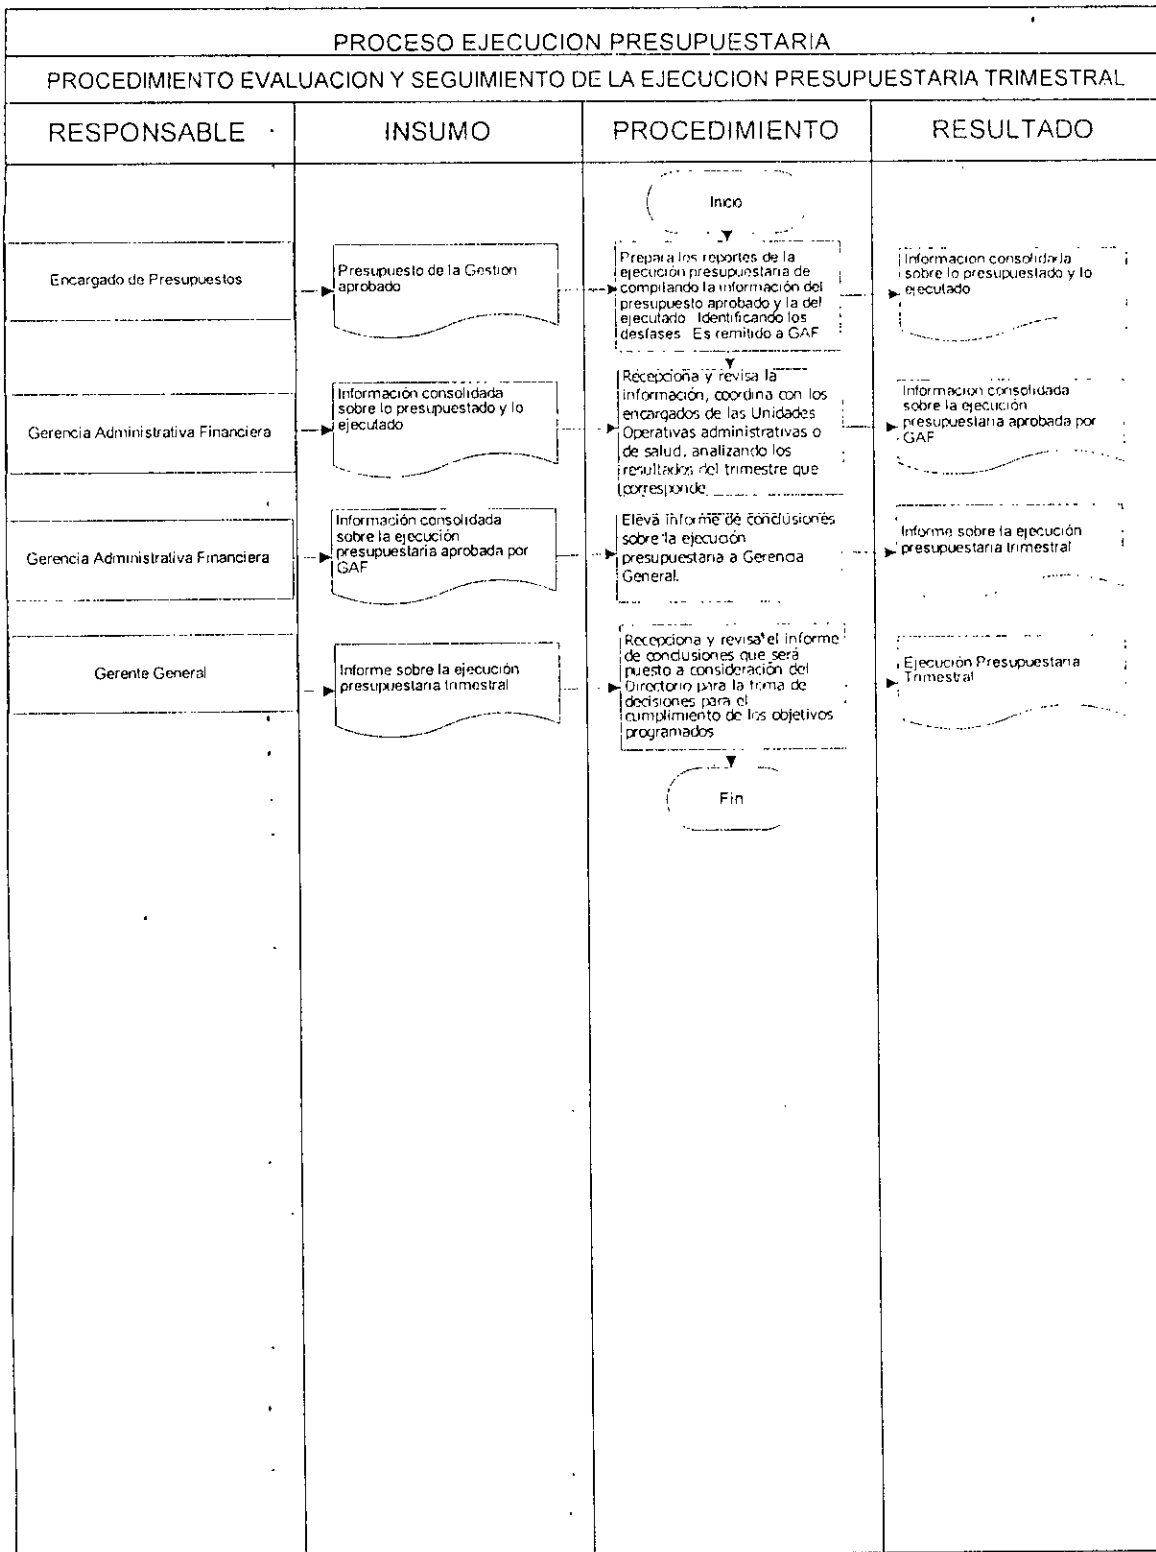 PROCESO EJECUCION PRESUPUESTARIA
PROCEDIMIENTO EVALUACION Y SEGUIMIENTO DE LA EJECUCION PRESUPUESTARIA TRIMESTRAL
RESPONSABLE
INSUMO
PROCEDIMIENTO
RESULTADO
Inicio
Encargado de Presupuestos
Presupuesto de la Gestion
aprobado
Prepara los reportes de la
ejecución presupuestaria de
compilando la información del
presupuesto aprobado y la del
ejecutado Identificando los
desfases Es remitido a GAF
Informacion consolidada
sobre lo presupuestado y lo
ejecutado
Gerencia Administrativa Financiera
Información consolidada
sobre lo presupuestado y lo
ejecutado
Recepciona y revisa la
información, coordina con los
encargados de las Unidades
Operativas administrativas o
de salud, analizando los
resultados del trimestre que
corresponde
Informacion consolidada
sobre la ejecución
presupuestaria aprobada por
GAF
Gerencia Administrativa Financiera
Información consolidada
sobre la ejecución
presupuestaria aprobada por
GAF
Eleva informe de conclusiones
sobre la ejecución
presupuestaria a Gerencia
General.
Informe sobre la ejecución
presupuestaria trimestral
Gerente General
Informe sobre la ejecución
presupuestaria trimestral
Recepciona y revisa el informe
de conclusiones que será
puesto a consideración del
Directorio para la toma de
decisiones para el
cumplimiento de los objetivos
programados
Ejecución Presupuestaria
Trimestral
Fin